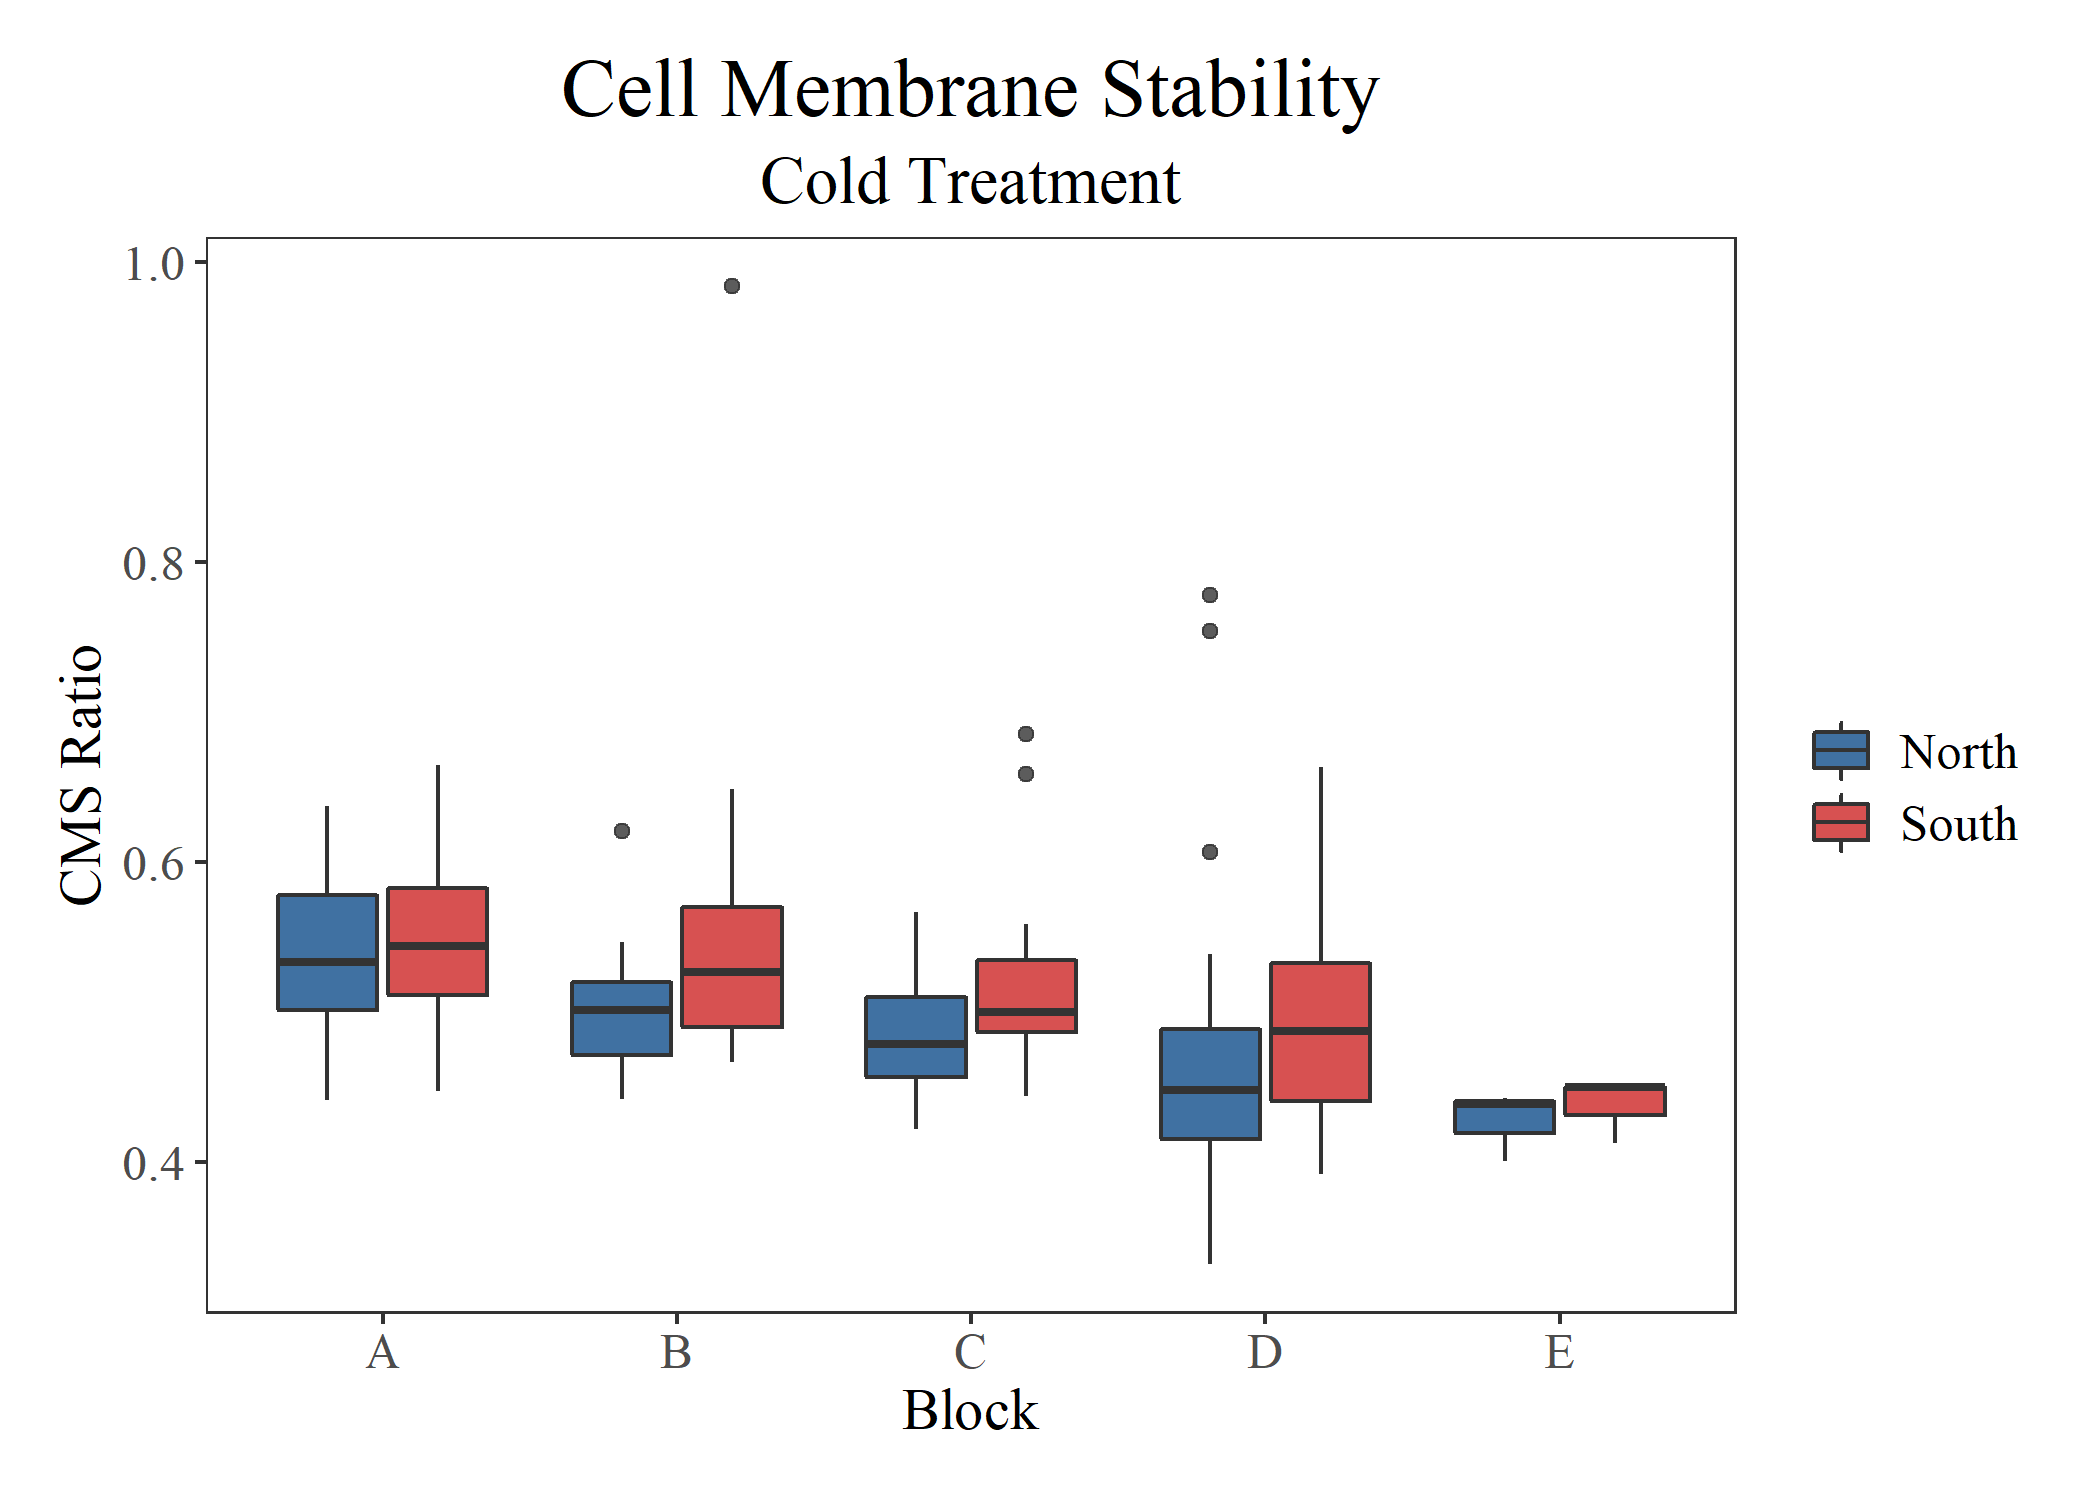 Cell Membrane Stability
Cold Treatment
CMS Ratio
1.0
0.8
0.6
0.4
A B C D E
Block
North
South